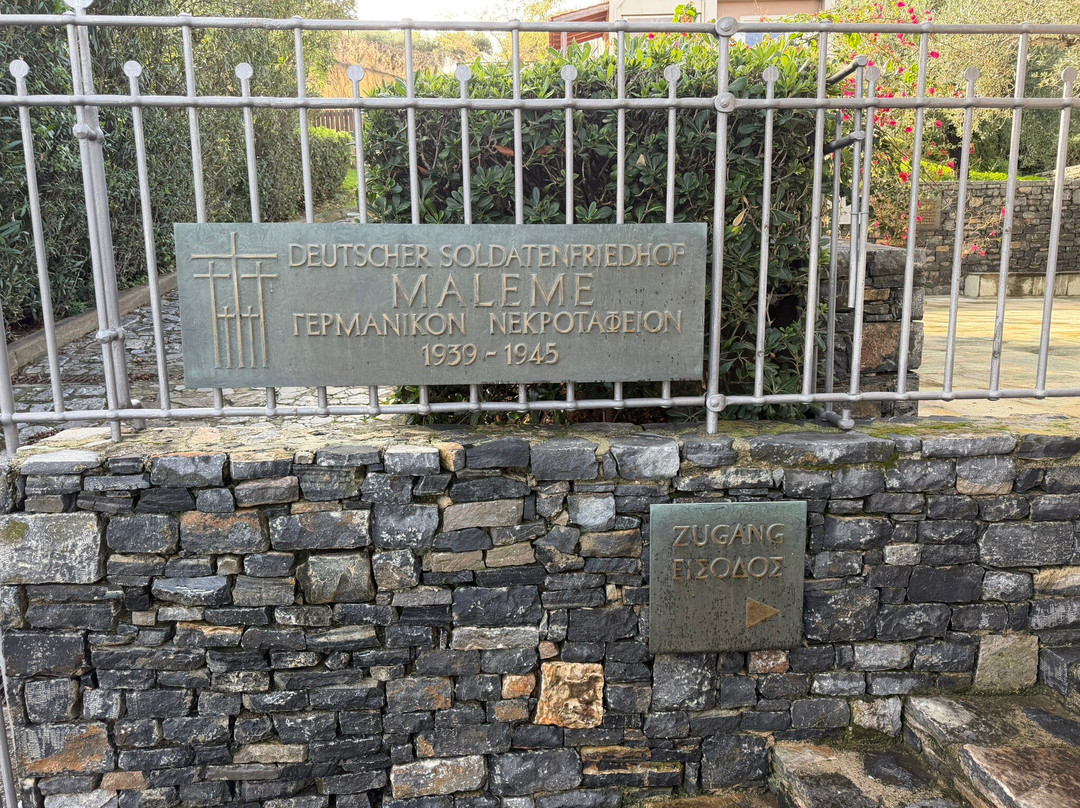 DEUTSCHER SOLDATENFRIEDHOF
MALEME
ΓΕΡΜΑΝΙΚΟΝ ΝΕΚΡΟΤΑΦΕΙΟΝ
1939 - 1945
ZUGANG
ΕΙΣΟΔΟΣ